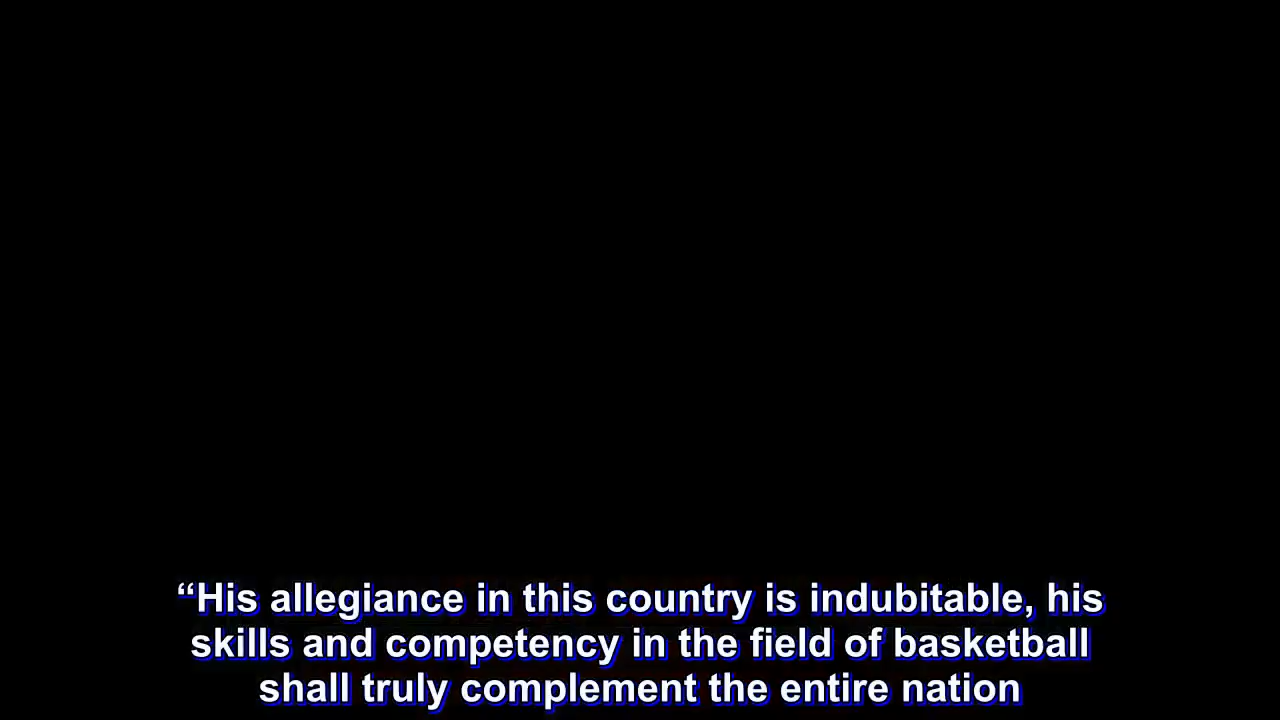 “His allegiance in this country is indubitable, his
skills and competency in the field of basketball
shall truly complement the entire nation